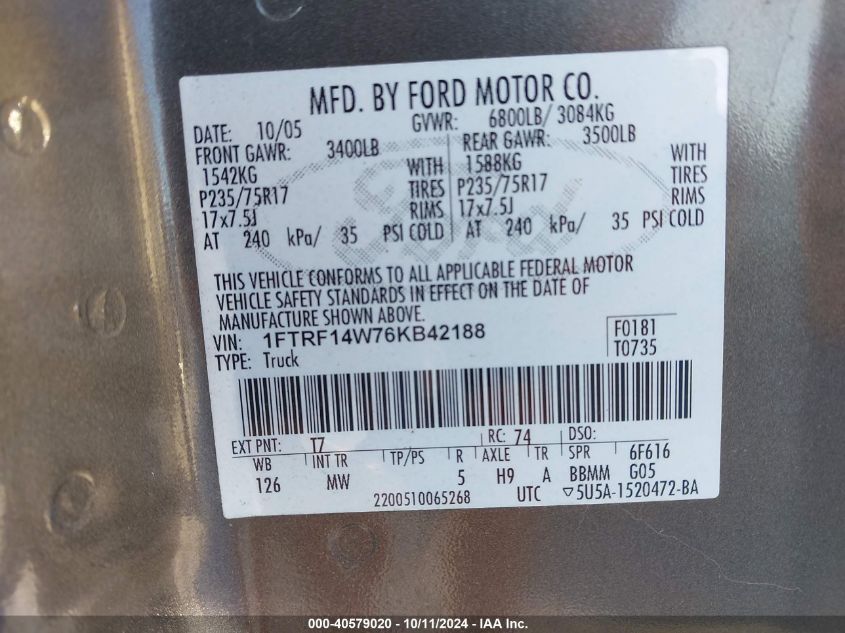 MFD. BY FORD MOTOR CO.
DATE: 10/05 GVWR: 6800LB/ 3084KG
FRONT GAWR: 3400LB REAR GAWR: 3500LB
1542KG WITH 1588KG WITH
P235/75R17 TIRES P235/75R17 TIRES
17x7.5J RIMS 17x7.5J RIMS
AT 240 kPa/ 35 PSI COLD AT 240 kPa/ 35 PSI COLD
THIS VEHICLE CONFORMS TO ALL APPLICABLE FEDERAL MOTOR
VEHICLE SAFETY STANDARDS IN EFFECT ON THE DATE OF
MANUFACTURE SHOWN ABOVE.
VIN: 1FTRF14W76KB42188 F0181
TYPE: Truck T0735
EXT PNT: T7 RC: 74 DSO:
WB INT TR TP/PS R AXLE TR SPR 6F616
126 MW 5 H9 A BBMM G05
2200510065268 UTC ▽5U5A-1520472-BA
000-40579020 - 10/11/2024 - IAA Inc.